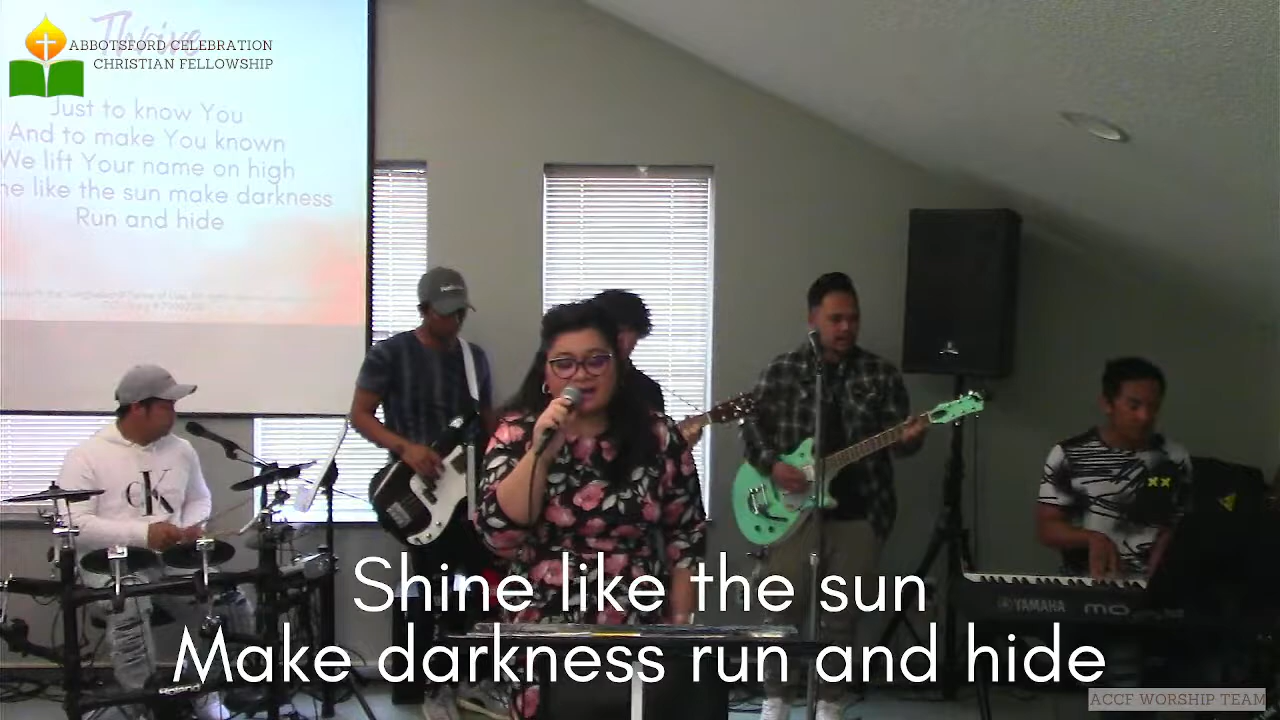 Thrive
ABBOTSFORD CELEBRATION
CHRISTIAN FELLOWSHIP
Just to know You
And to make You known
We lift Your name on high
ne like the sun make darkness
Run and hide
CK
YAMAHA
Roland
Shine like the sun
Make darkness run and hide
ACCF WORSHIP TEAM